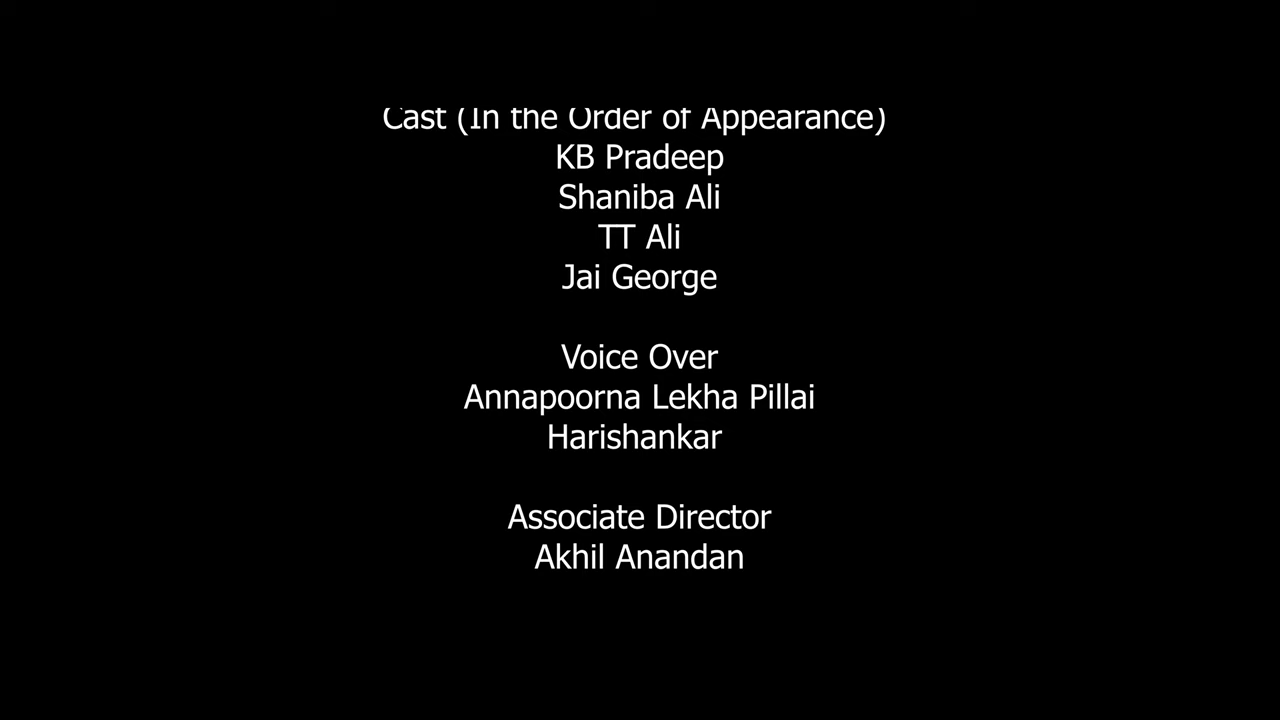 Cast (In the Order of Appearance)
KB Pradeep
Shaniba Ali
TT Ali
Jai George
Voice Over
Annapoorna Lekha Pillai
Harishankar
Associate Director
Akhil Anandan